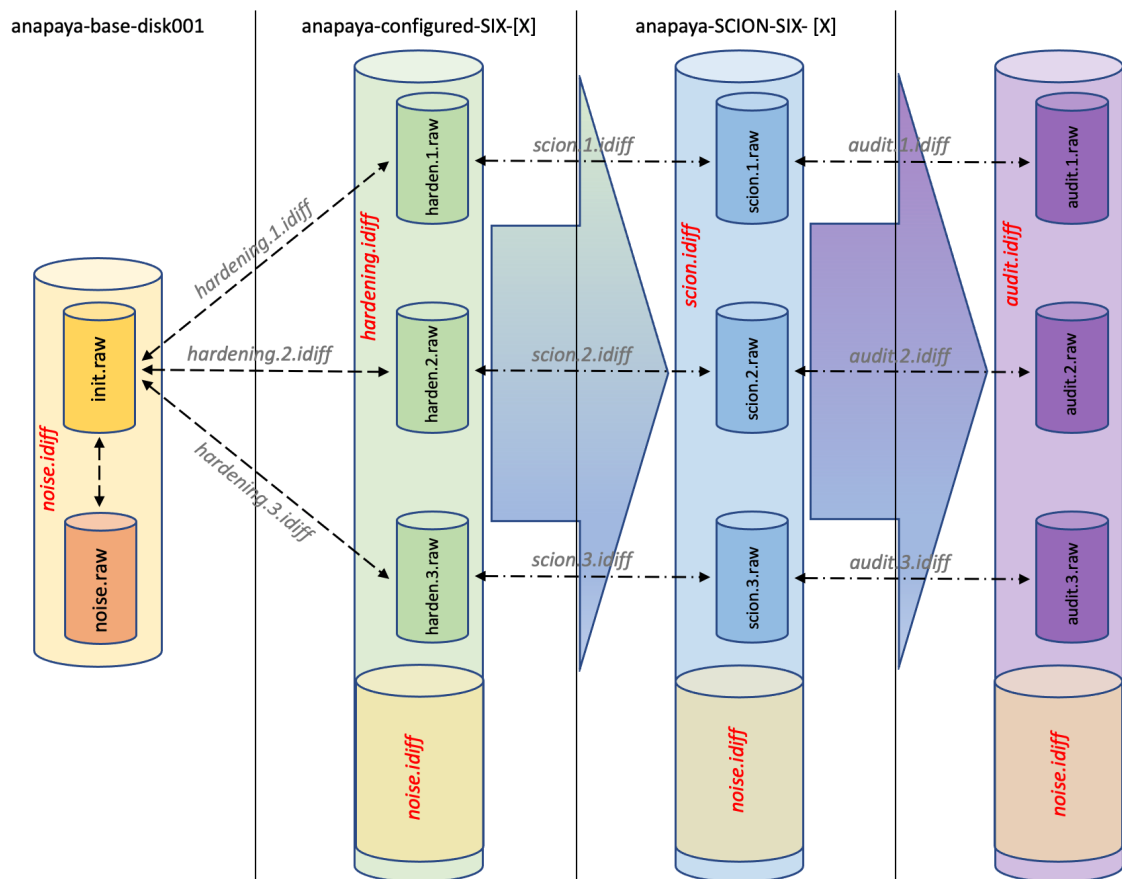 anapaya-base-disk001
anapaya-configured-SIX-[X]
anapaya-SCION-SIX- [X]
init.raw
noise.raw
noise.idiff
hardening.1.idiff
hardening.2.idiff
hardening.3.idiff
hardening.idiff
harden.1.raw
harden.2.raw
harden.3.raw
noise.idiff
scion.1.idiff
scion.2.idiff
scion.3.idiff
scion.idiff
scion.1.raw
scion.2.raw
scion.3.raw
noise.idiff
audit.1.idiff
audit.2.idiff
audit.3.idiff
audit.idiff
audit.1.raw
audit.2.raw
audit.3.raw
noise.idiff